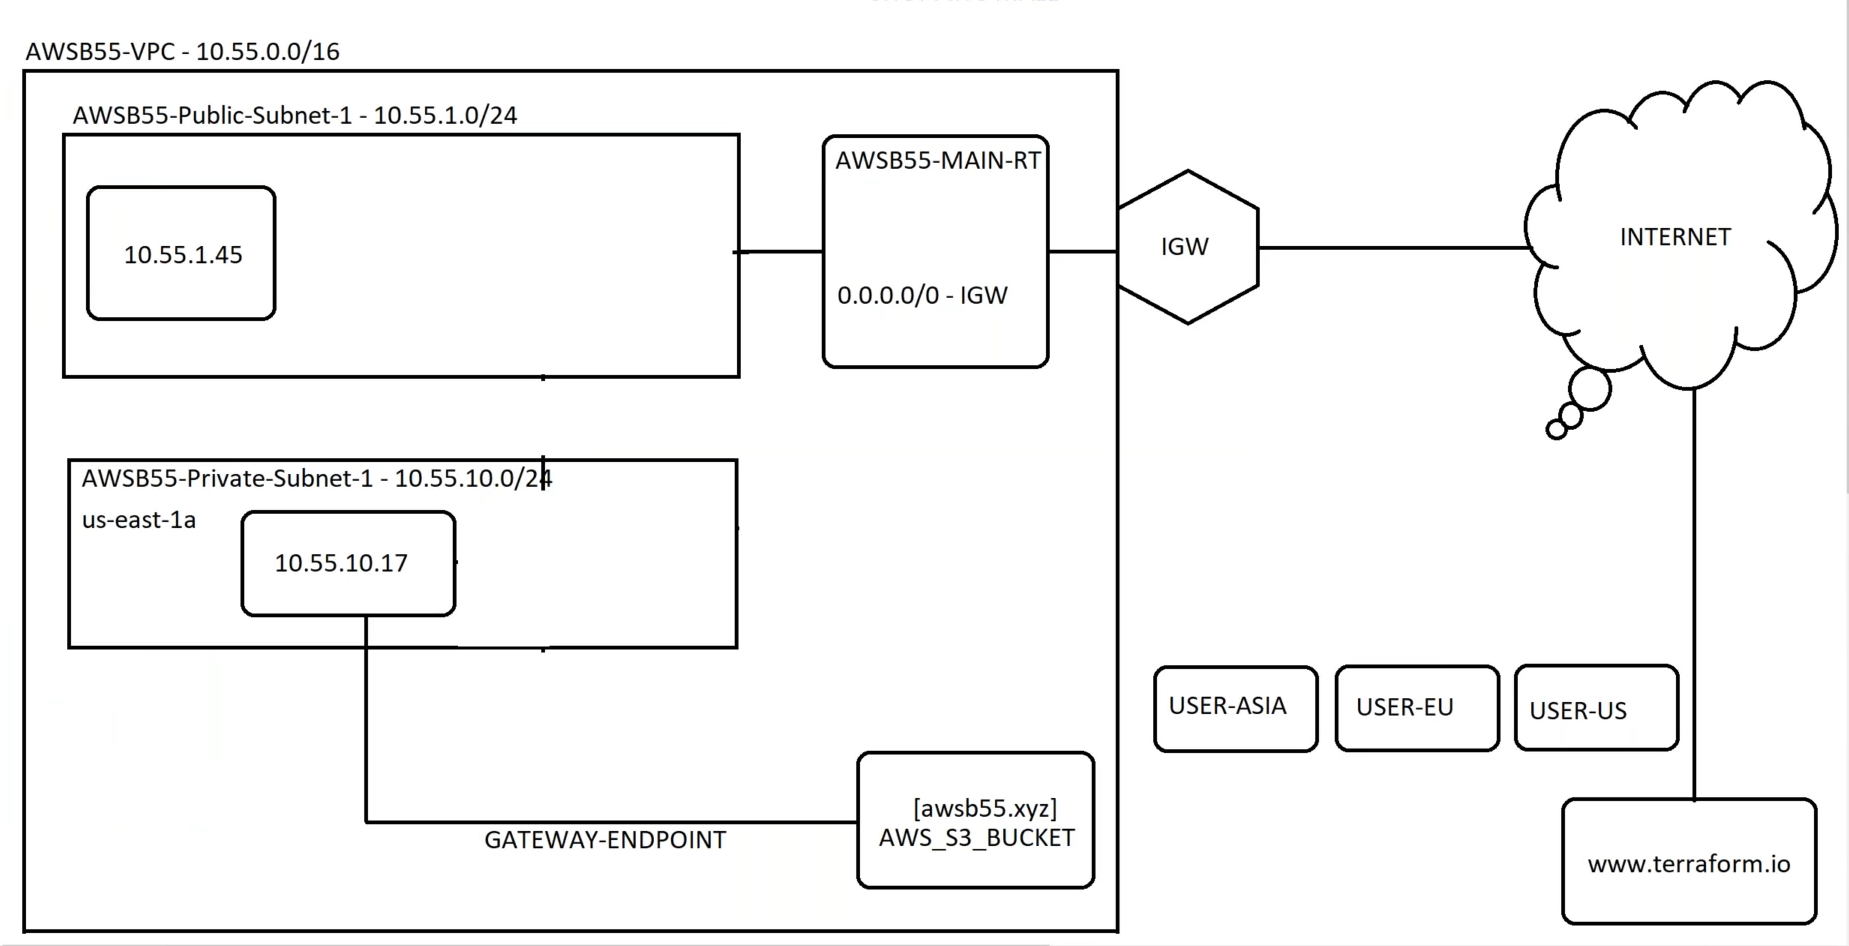 AWSB55-VPC - 10.55.0.0/16
AWSB55-Public-Subnet-1 - 10.55.1.0/24
10.55.1.45
AWSB55-MAIN-RT
0.0.0.0/0 - IGW
IGW
INTERNET
AWSB55-Private-Subnet-1 - 10.55.10.0/24
us-east-1a
10.55.10.17
GATEWAY-ENDPOINT
[awsb55.xyz]
AWS_S3_BUCKET
USER-ASIA
USER-EU
USER-US
www.terraform.io